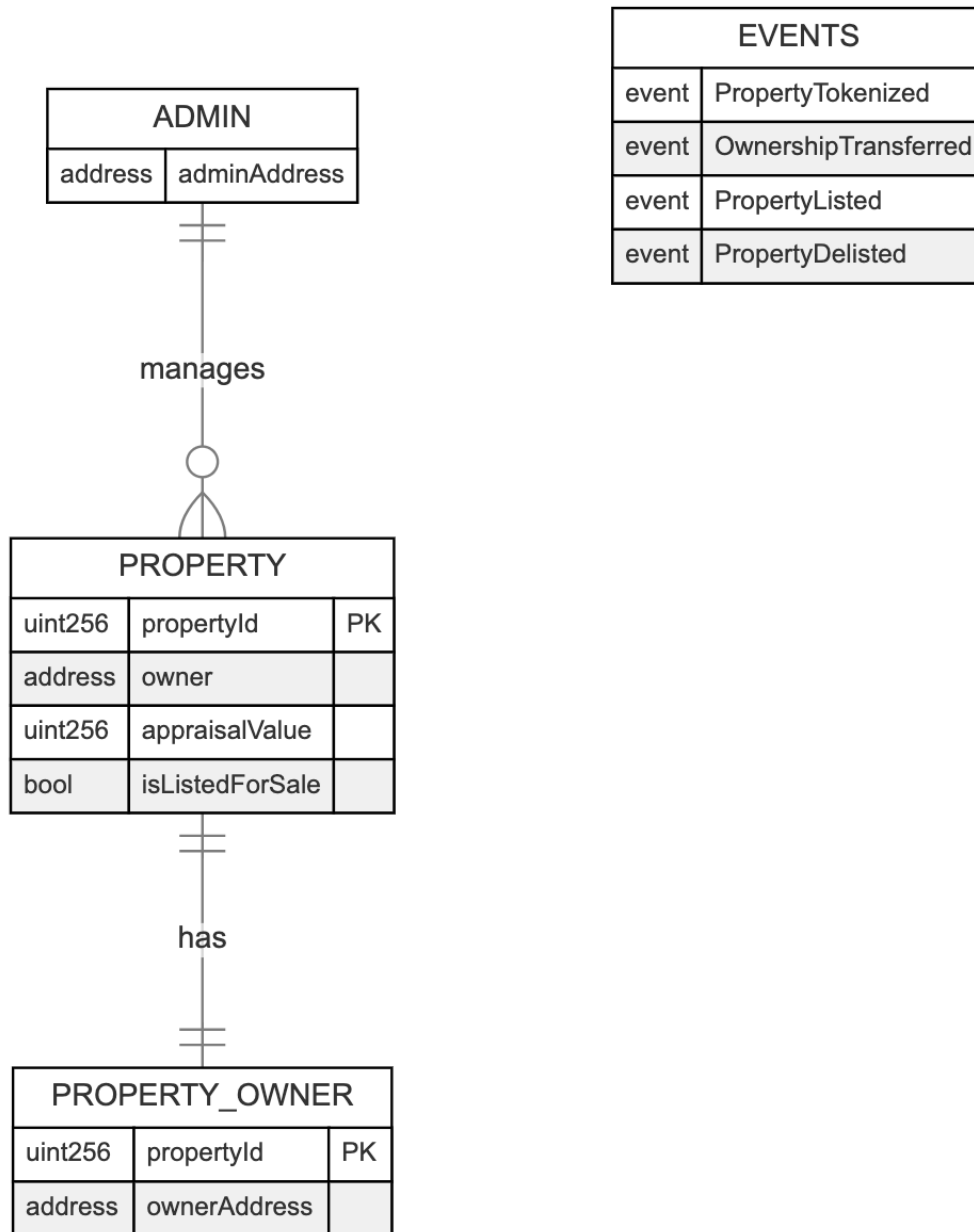 EVENTS
event PropertyTokenized
event OwnershipTransferred
event PropertyListed
event PropertyDelisted
ADMIN
address adminAddress
manages
PROPERTY
uint256 propertyId PK
address owner
uint256 appraisalValue
bool isListedForSale
has
PROPERTY_OWNER
uint256 propertyId PK
address ownerAddress